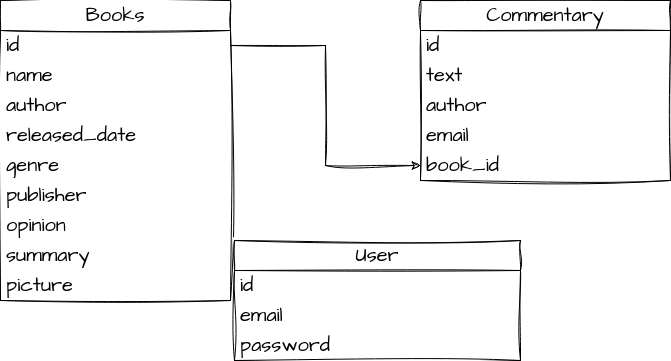 Books
id
name
author
released_date
genre
publisher
opinion
summary
picture
Commentary
id
text
author
email
book_id
User
id
email
password